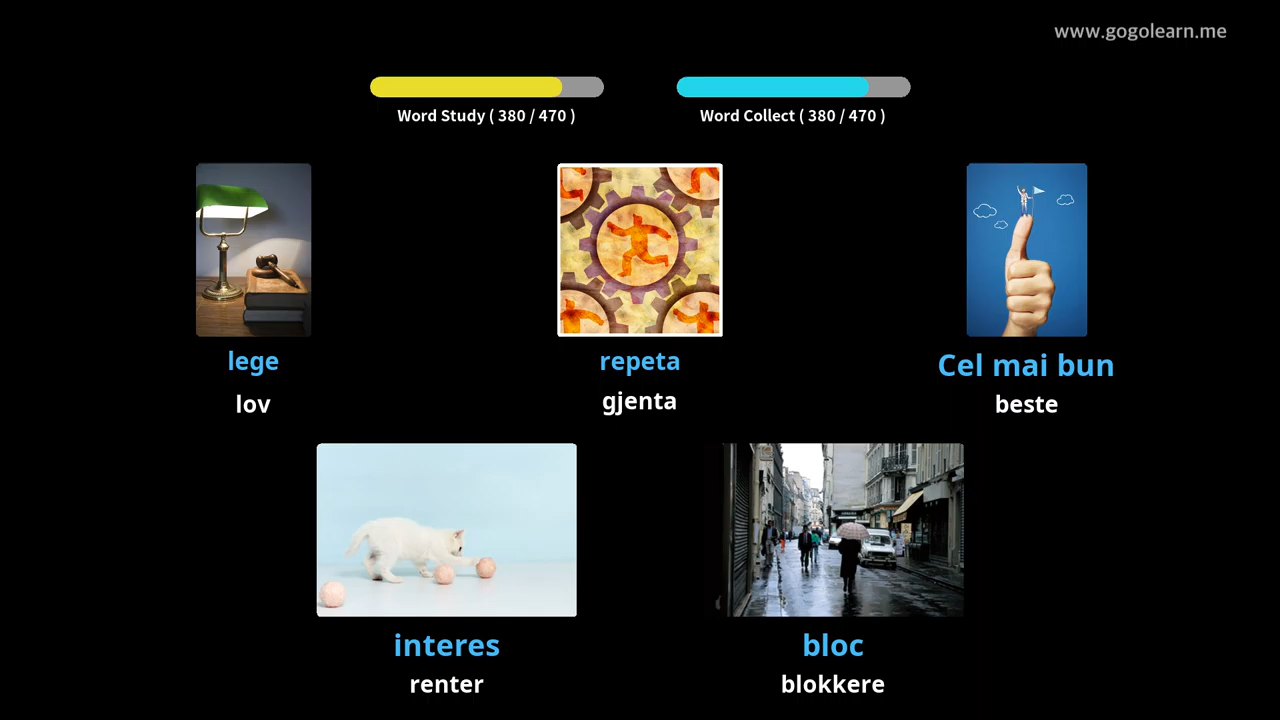 www.gogolearn.me
Word Study ( 380 / 470 )
Word Collect ( 380 / 470 )
lege
repeta
Cel mai bun
lov
gjenta
beste
interes
bloc
renter
blokkere